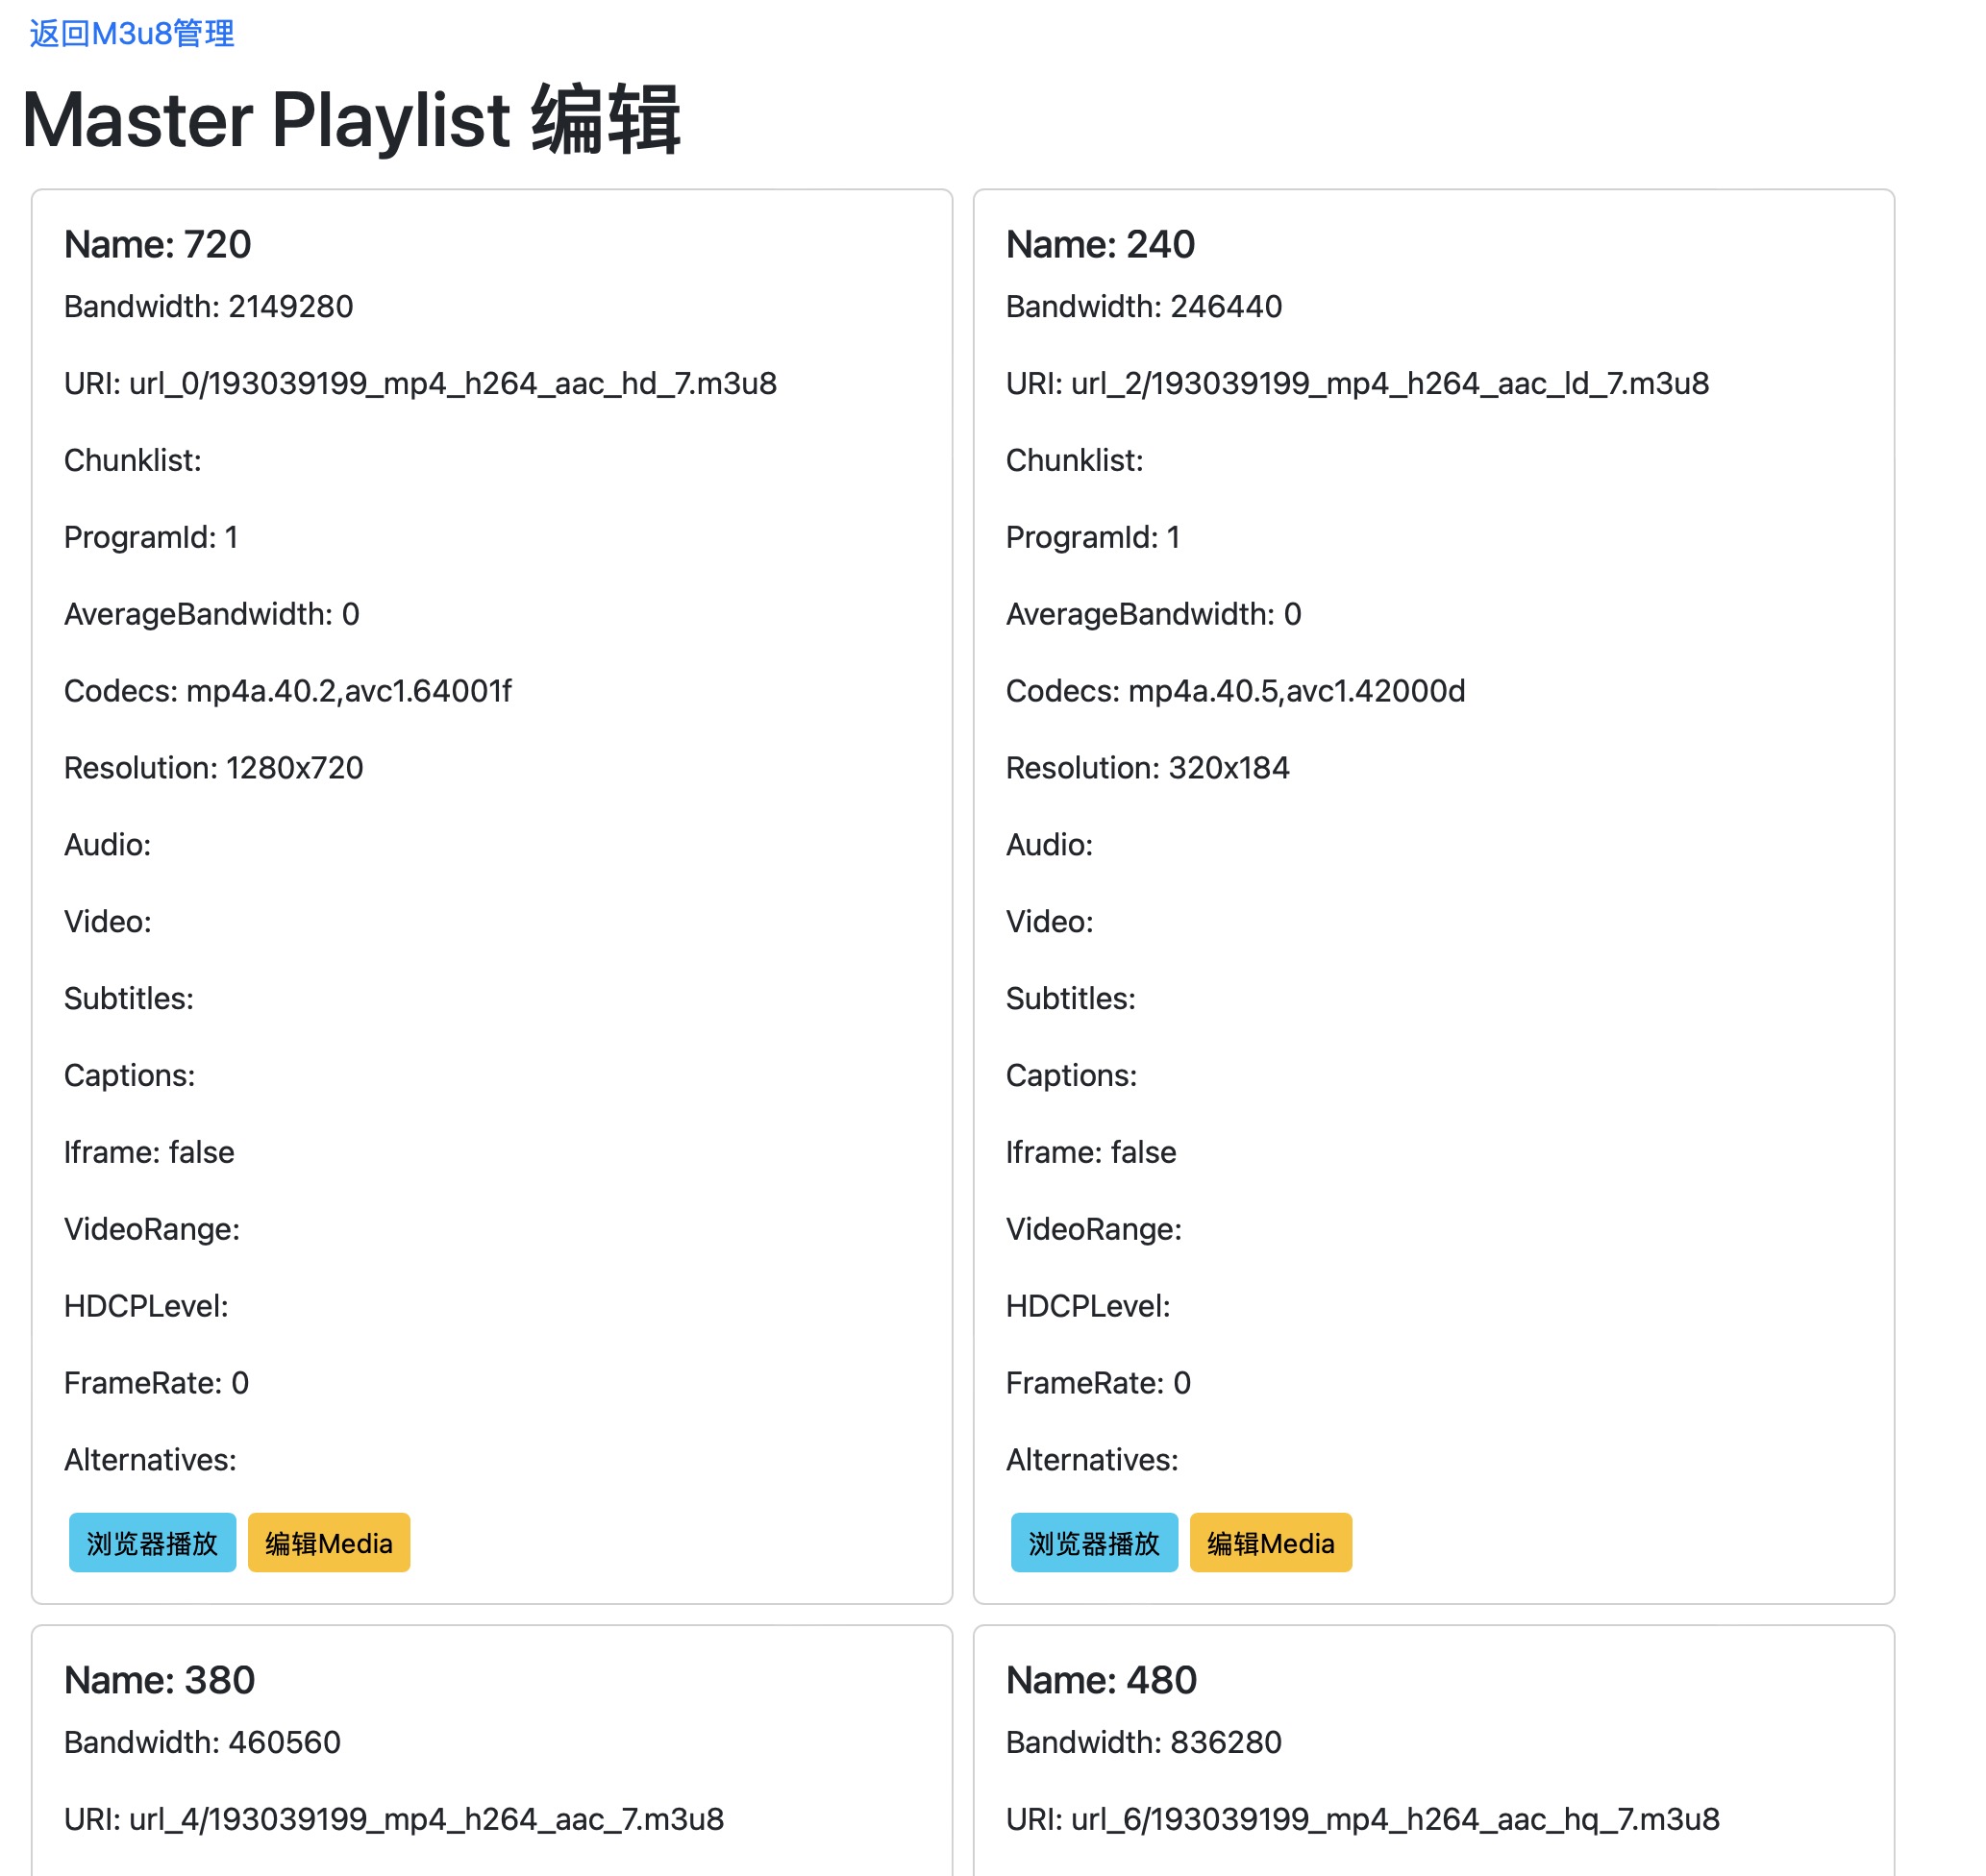 返回M3u8管理
Master Playlist 编辑
Name: 720
Bandwidth: 2149280
URI: url_0/193039199_mp4_h264_aac_hd_7.m3u8
Chunklist:
ProgramId: 1
AverageBandwidth: 0
Codecs: mp4a.40.2,avc1.64001f
Resolution: 1280x720
Audio:
Video:
Subtitles:
Captions:
Iframe: false
VideoRange:
HDCPLevel:
FrameRate: 0
Alternatives:
浏览器播放 编辑Media
Name: 240
Bandwidth: 246440
URI: url_2/193039199_mp4_h264_aac_ld_7.m3u8
Chunklist:
ProgramId: 1
AverageBandwidth: 0
Codecs: mp4a.40.5,avc1.42000d
Resolution: 320x184
Audio:
Video:
Subtitles:
Captions:
Iframe: false
VideoRange:
HDCPLevel:
FrameRate: 0
Alternatives:
浏览器播放 编辑Media
Name: 380
Bandwidth: 460560
URI: url_4/193039199_mp4_h264_aac_7.m3u8
Name: 480
Bandwidth: 836280
URI: url_6/193039199_mp4_h264_aac_hq_7.m3u8